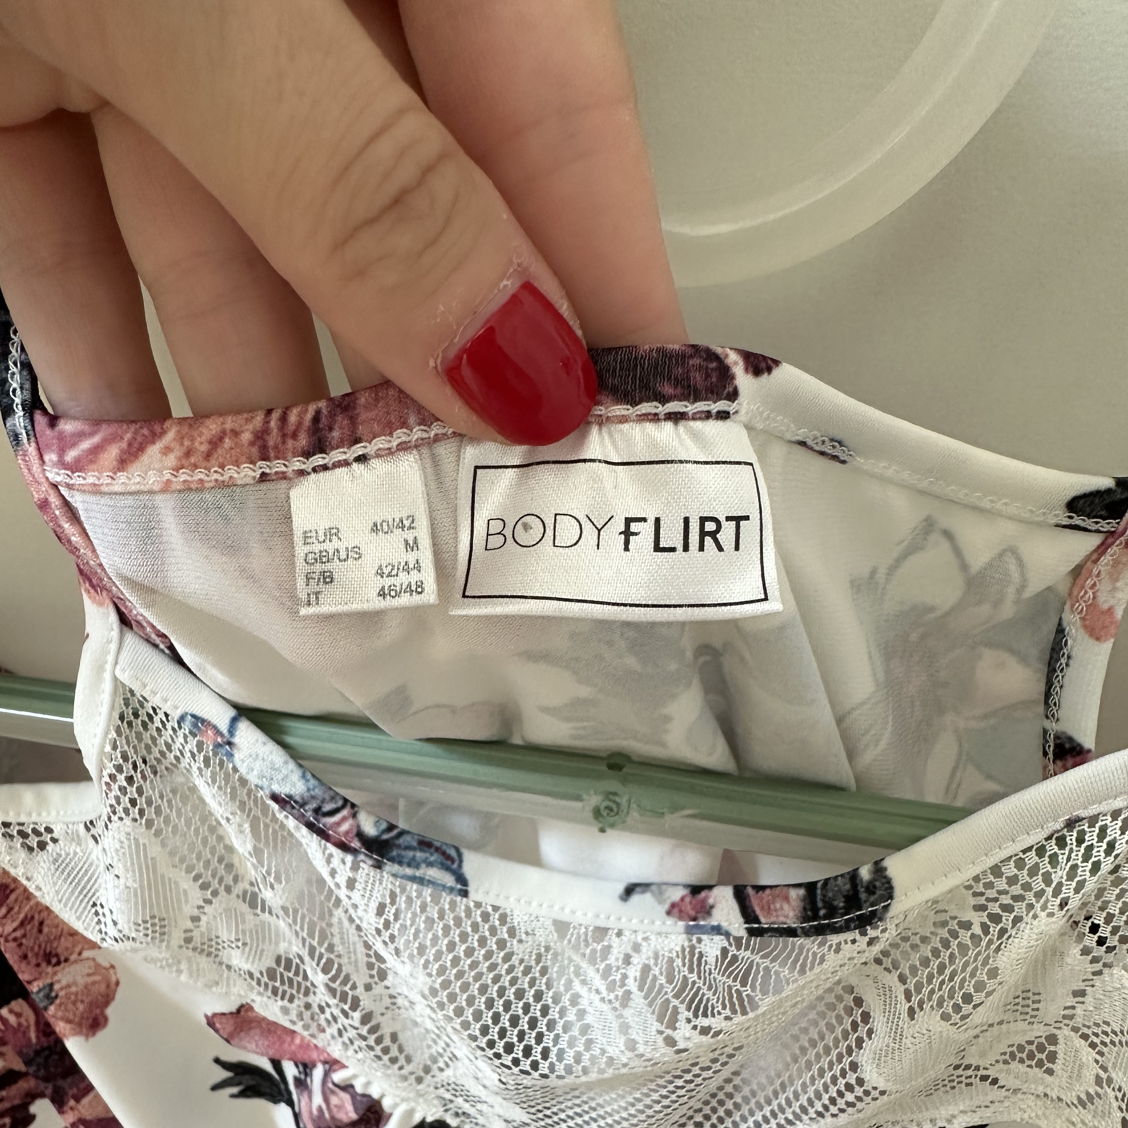 EUR 40/42
GB/US M
F/B 42/44
IT 46/48
BODYFLIRT